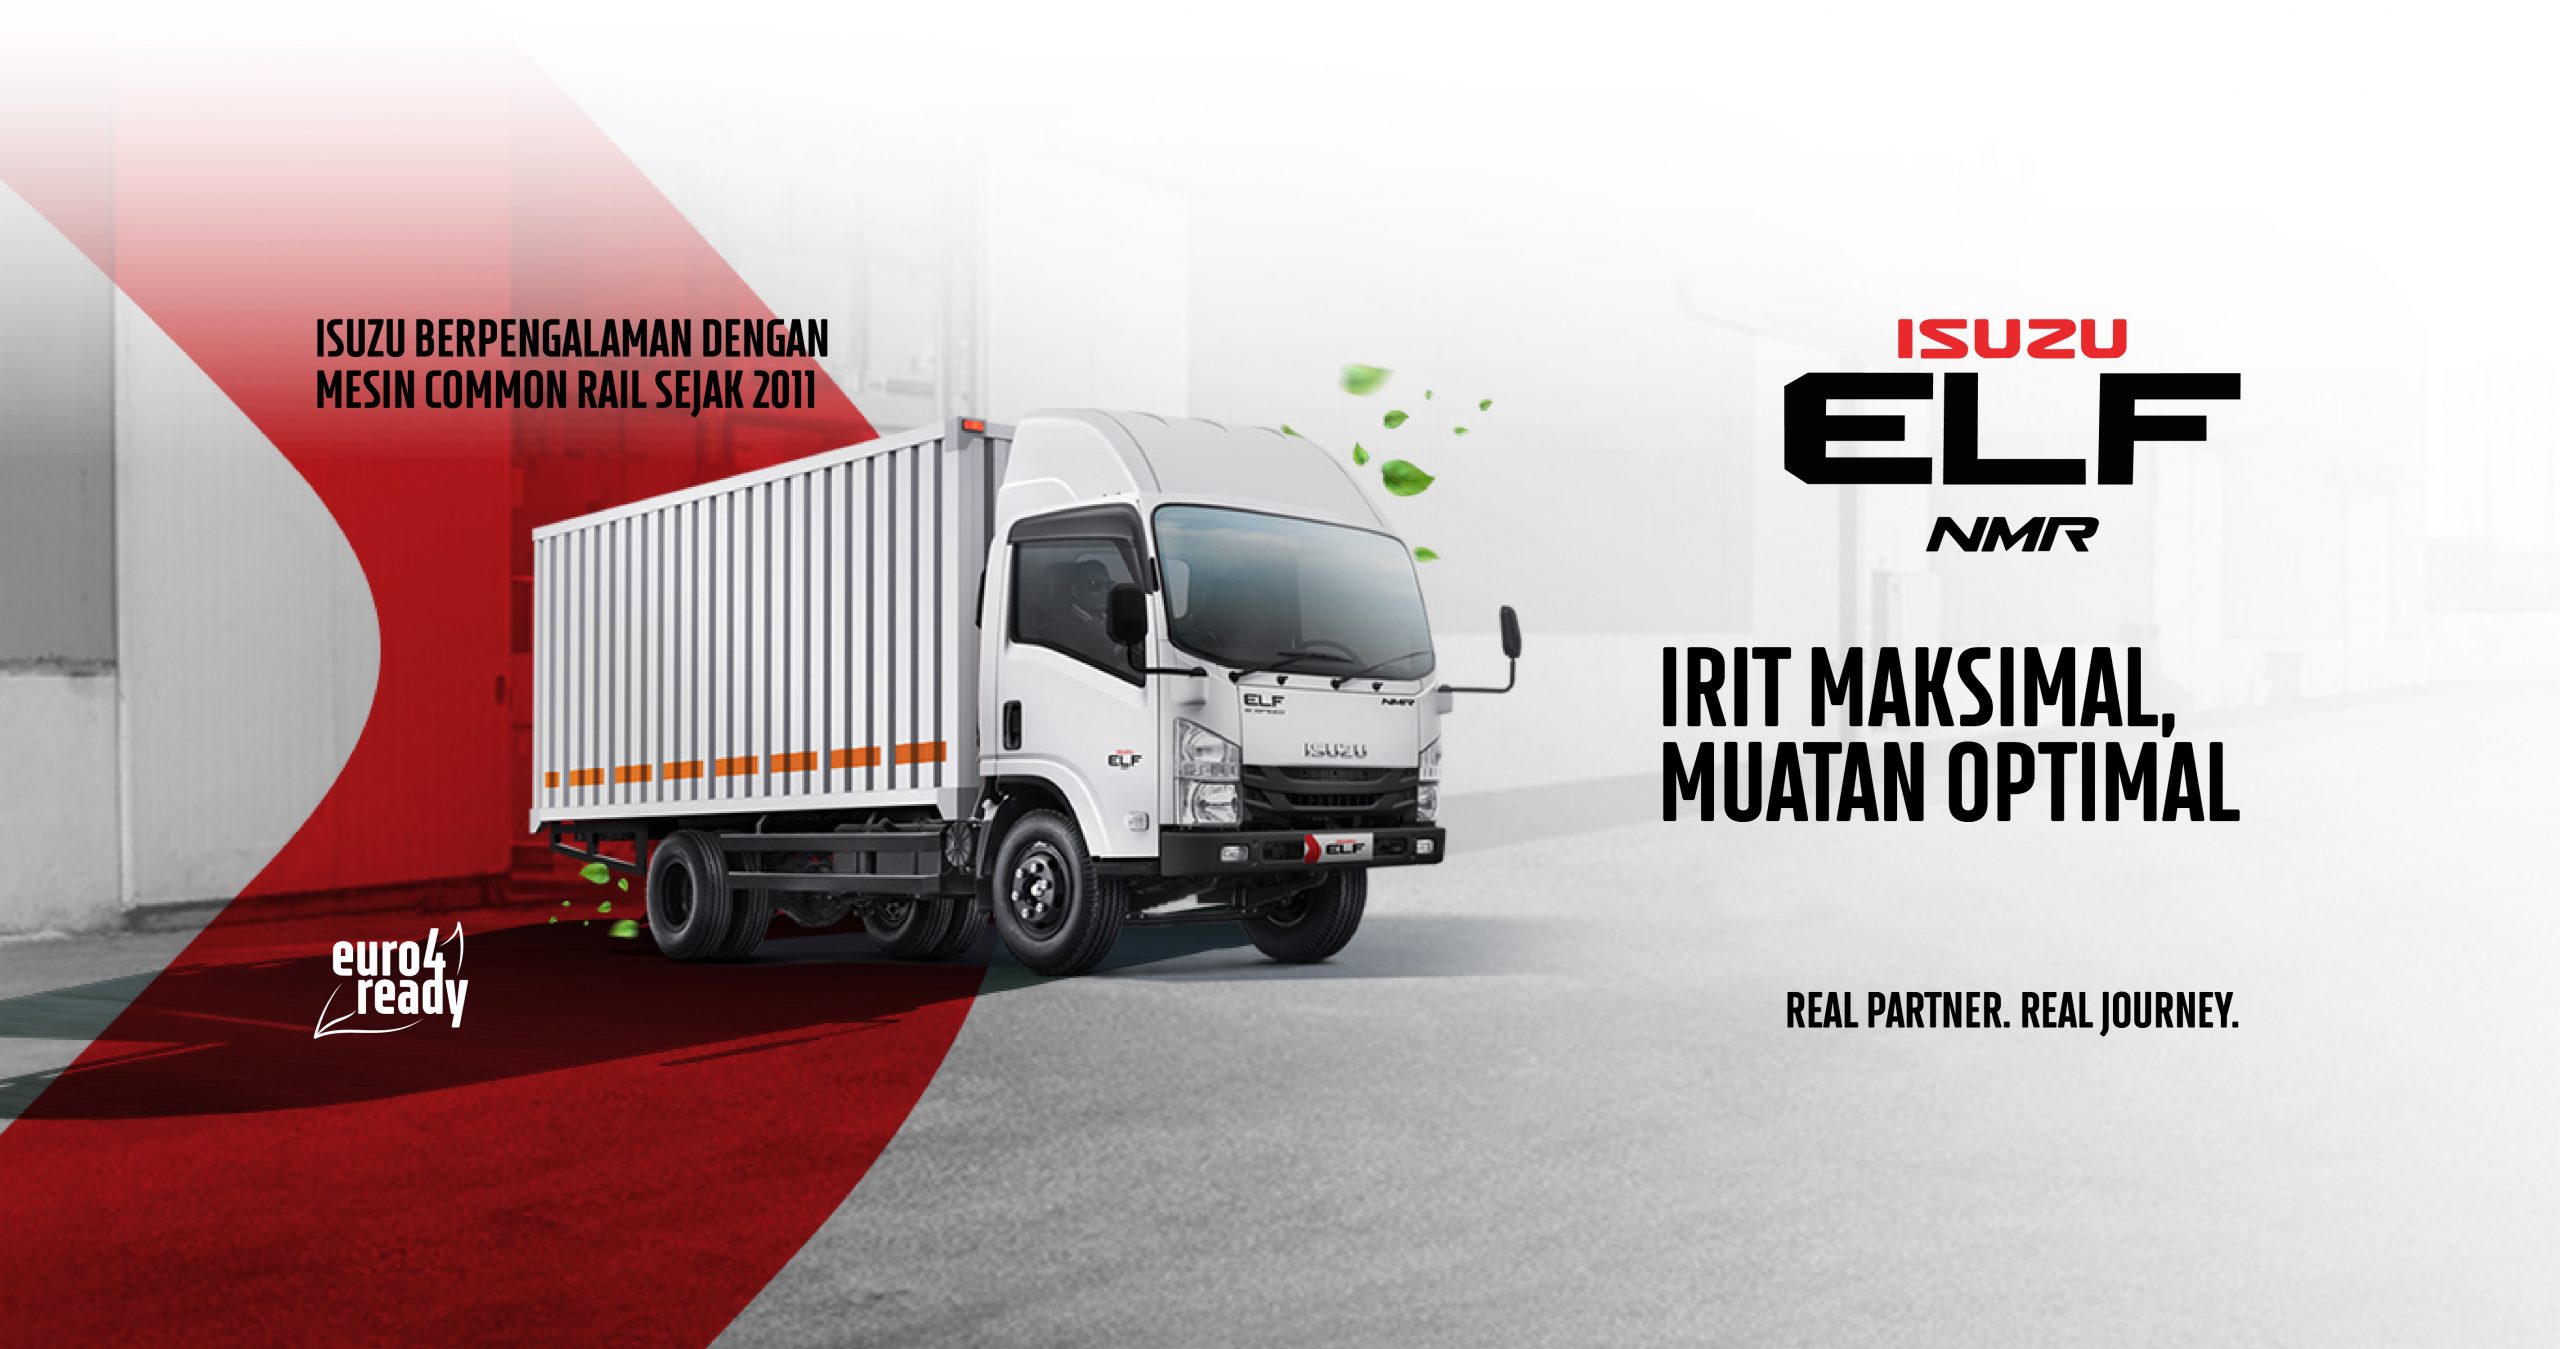 ISUZU BERPENGALAMAN DENGAN
MESIN COMMON RAIL SEJAK 2011
ISUZU
ELF
NMR
IRIT MAKSIMAL,
MUATAN OPTIMAL
REAL PARTNER. REAL JOURNEY.
euro4
ready
ELF
NMR
ISUZU
ELF
ELF